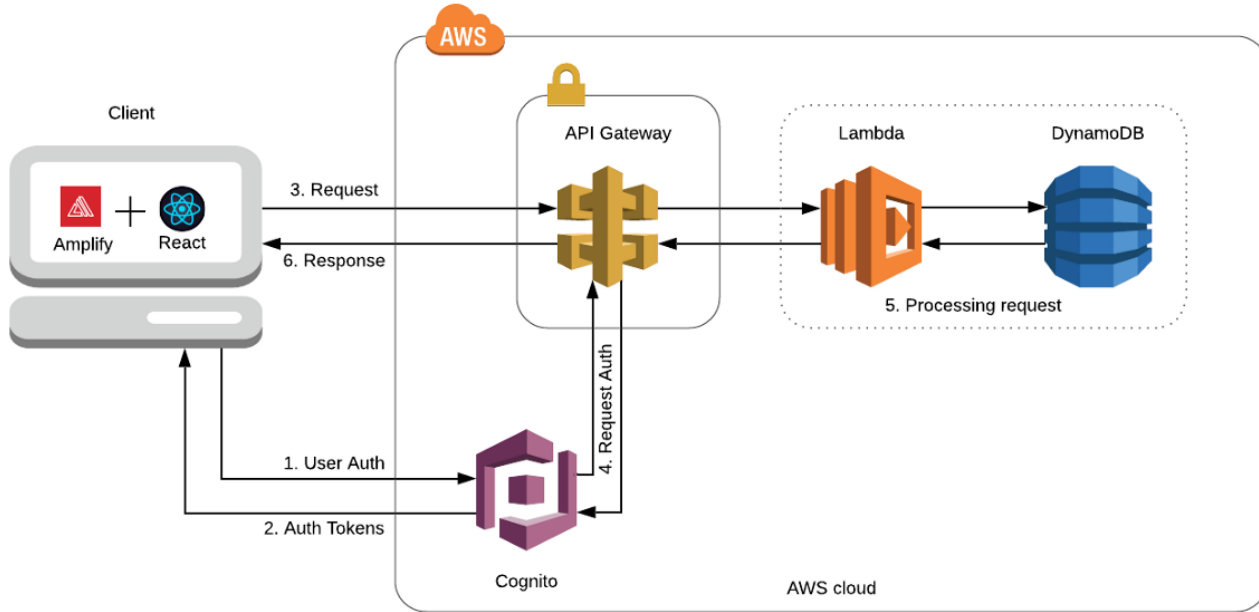 AWS
Client
API Gateway
Lambda
DynamoDB
3. Request
Amplify
React
6. Response
5. Processing request
4. Request Auth
1. User Auth
2. Auth Tokens
Cognito
AWS cloud